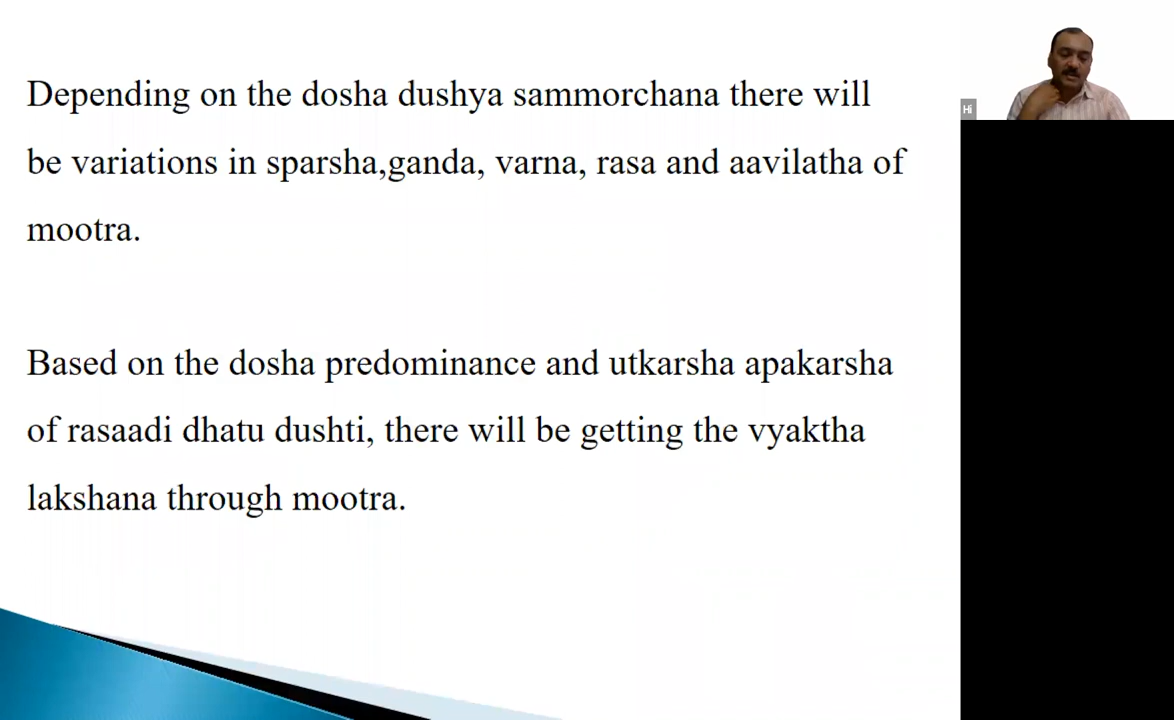 Depending on the dosha dushya sammorchana there will
be variations in sparsha,ganda, varna, rasa and aavilatha of
mootra.
Based on the dosha predominance and utkarsha apakarsha
of rasaadi dhatu dushti, there will be getting the vyaktha
lakshana through mootra.
Hi